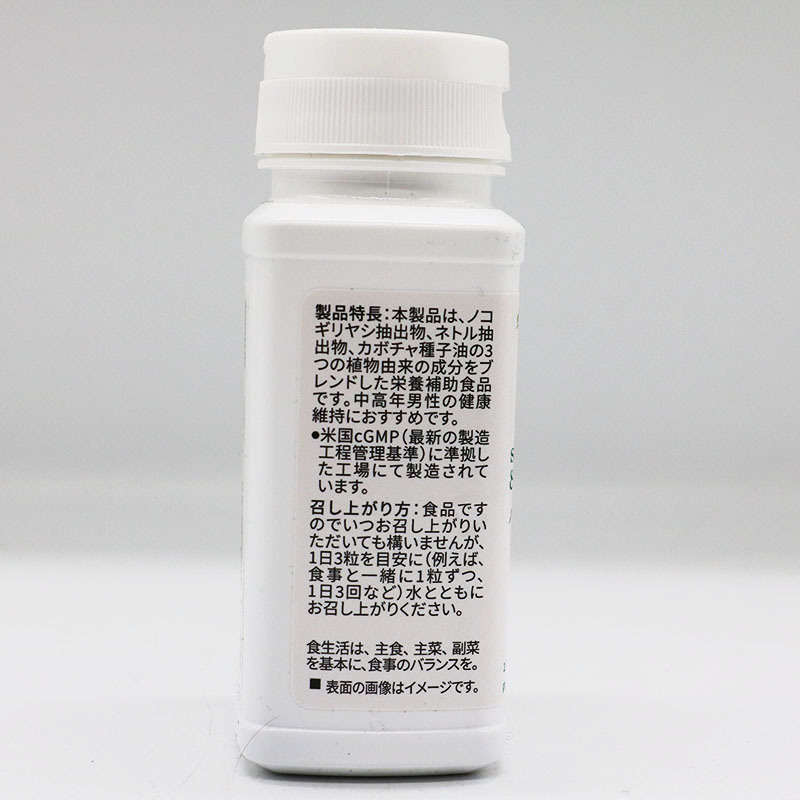 製品特長：本製品は、ノコ
ギリヤシ抽出物、ネトル抽
出物、カボチャ種子油の3
つの植物由来の成分をブ
レンドした栄養補助食品
です。中高年男性の健康
維持におすすめです。
●米国cGMP（最新の製造
工程管理基準）に準拠し
た工場にて製造されて
います。
召し上がり方：食品です
のでいつお召し上がりい
ただいても構いませんが、
1日3粒を目安に（例えば、
食事と一緒に1粒ずつ、
1日3回など）水とともに
お召し上がりください。
食生活は、主食、主菜、副菜
を基本に、食事のバランスを。
■ 表面の画像はイメージです。